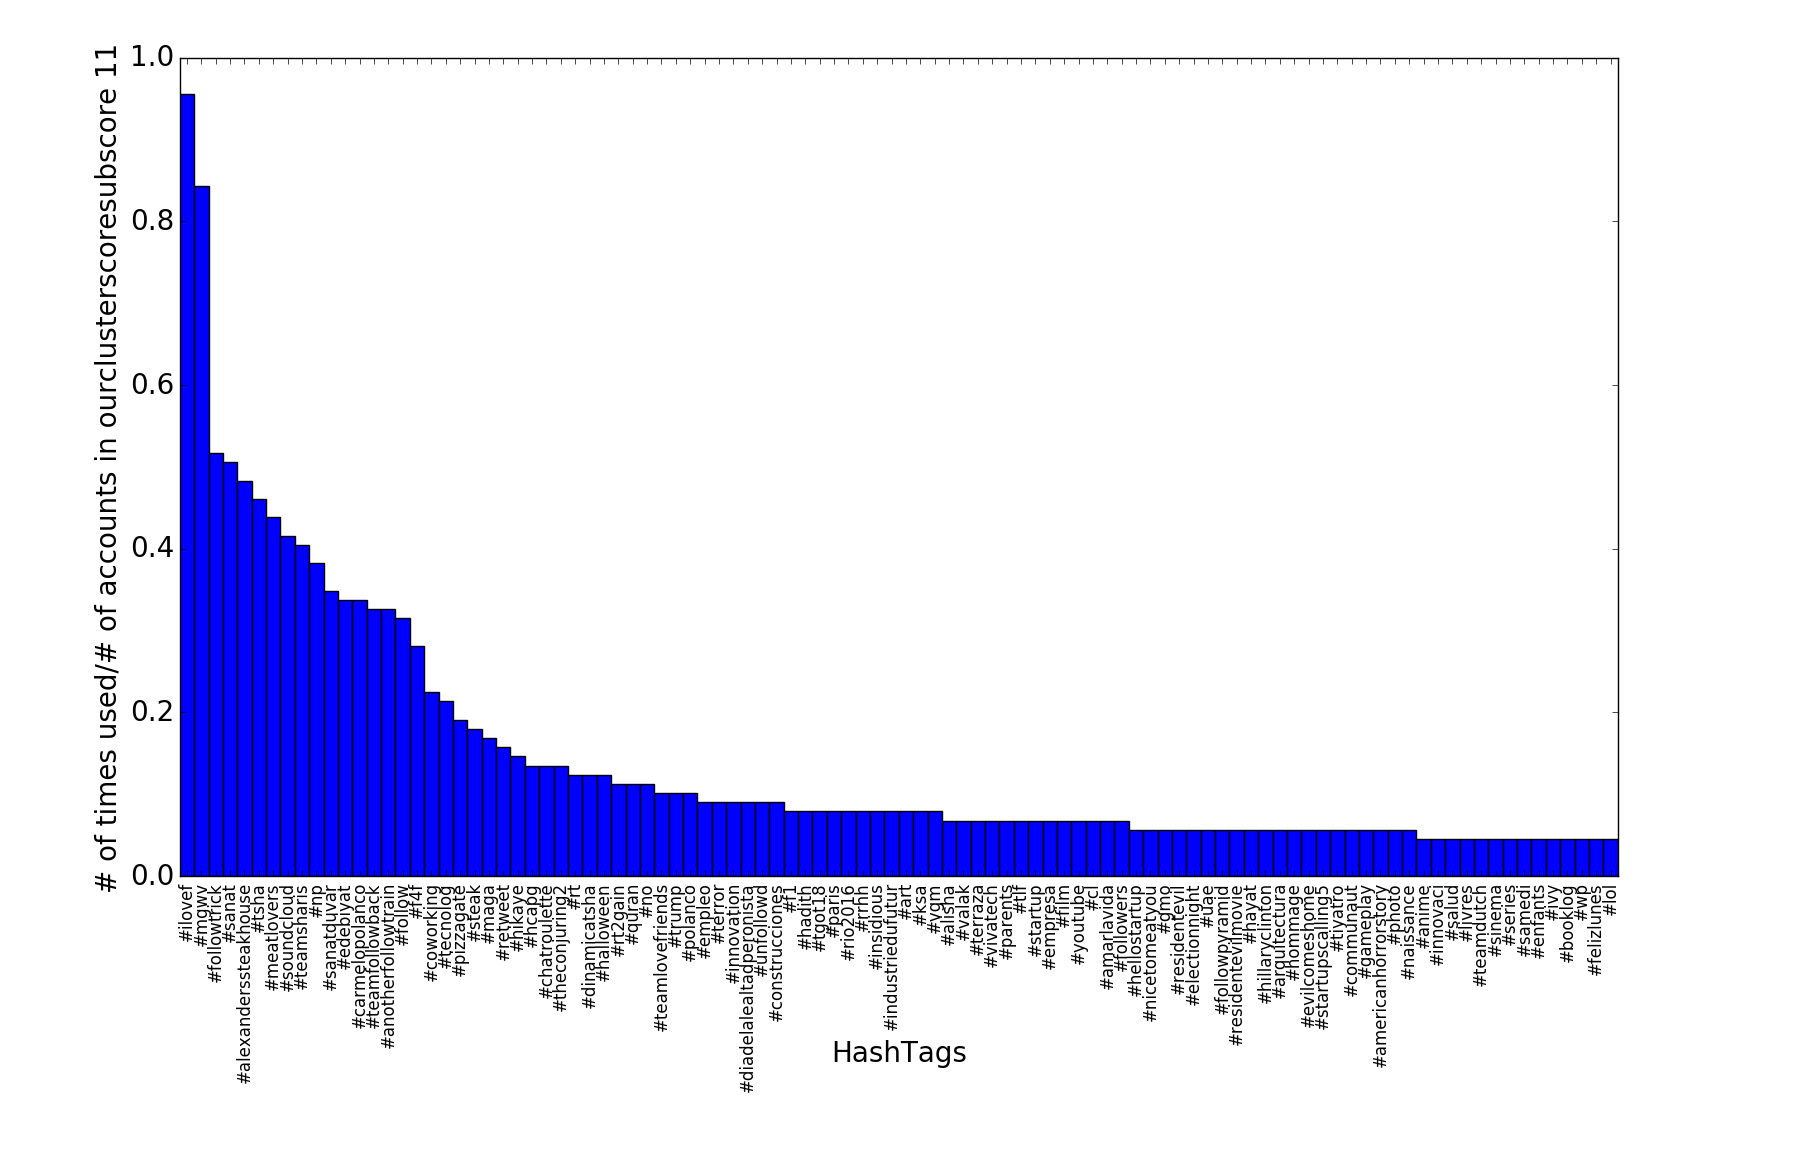 # of times used/# of accounts in ourclusterscoresubscore 11
1.0
0.8
0.6
0.4
0.2
0.0
#ilovef
#mgwv
#followtrick
#sanat
#alexanderssteakhouse
#tsha
#meatlovers
#soundcloud
#teamsharis
#np
#sanatduvar
#edebiyat
#carmelopolanco
#teamfollowback
#anotherfollowtrain
#follow
#f4f
#coworking
#tecnolog
#pizzagate
#steak
#maga
#retweet
#hikaye
#hcabg
#chatroulette
#theconjuring2
#rt
#dinamicatsha
#halloween
#rt2gain
#quran
#no
#teamlovefriends
#trump
#polanco
#empleo
#terror
#innovation
#diadelalealtadperonista
#unfollowd
#construcciones
#f1
#hadith
#tgot18
#paris
#rio2016
#rrhh
#insidious
#industriedufutur
#art
#ksa
#vgm
#alisha
#valak
#terraza
#vivatech
#parents
#tlf
#startup
#empresa
#film
#youtube
#cl
#amarlavida
#followers
#hellostartup
#nicetomeatyou
#gmo
#residentevil
#electionnight
#uae
#followpyramid
#residentevilmovie
#hayat
#hillaryclinton
#arquitectura
#hommage
#evilcomeshome
#startupscalling5
#tiyatro
#communaut
#gameplay
#americanhorrorstory
#photo
#naissance
#anime
#innovaci
#salud
#livres
#teamdutch
#sinema
#series
#samedi
#enfants
#ivy
#booklog
#wp
#felizlunes
#lol
HashTags